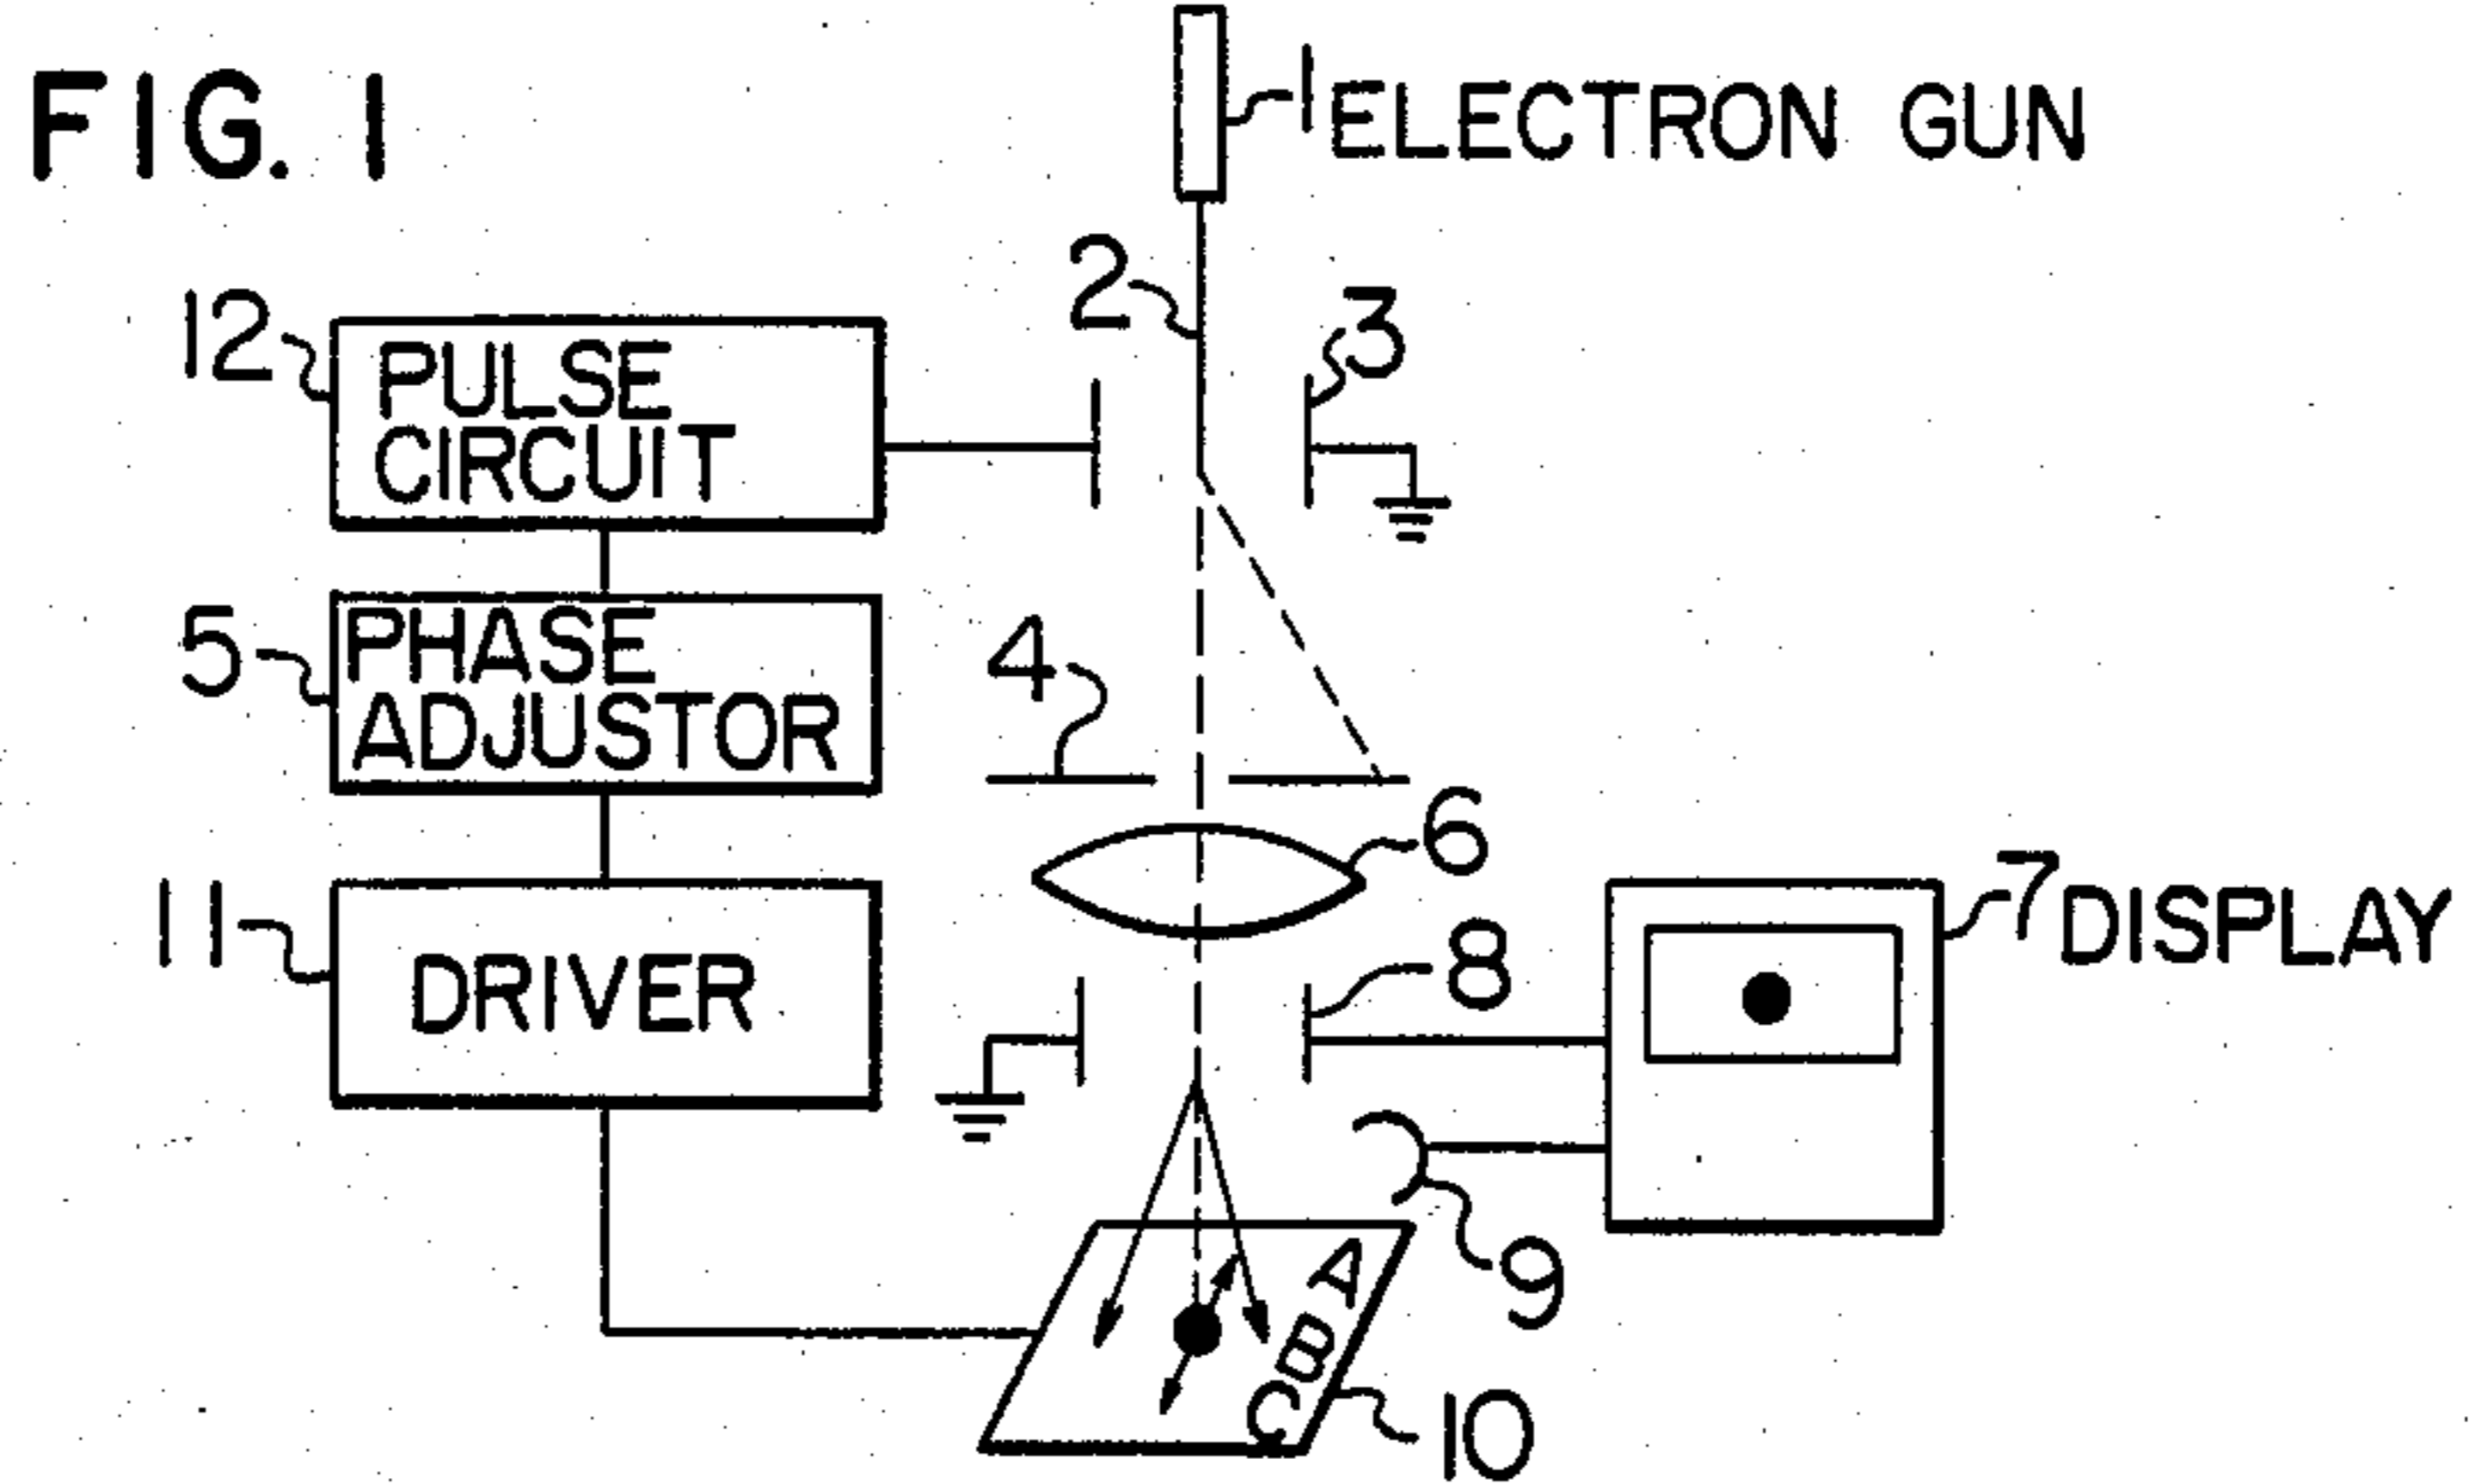 FIG. 1
1 ELECTRON GUN
2
3
12
PULSE
CIRCUIT
4
5
PHASE
ADJUSTOR
6
7 DISPLAY
8
11
DRIVER
9
A
B
C
10